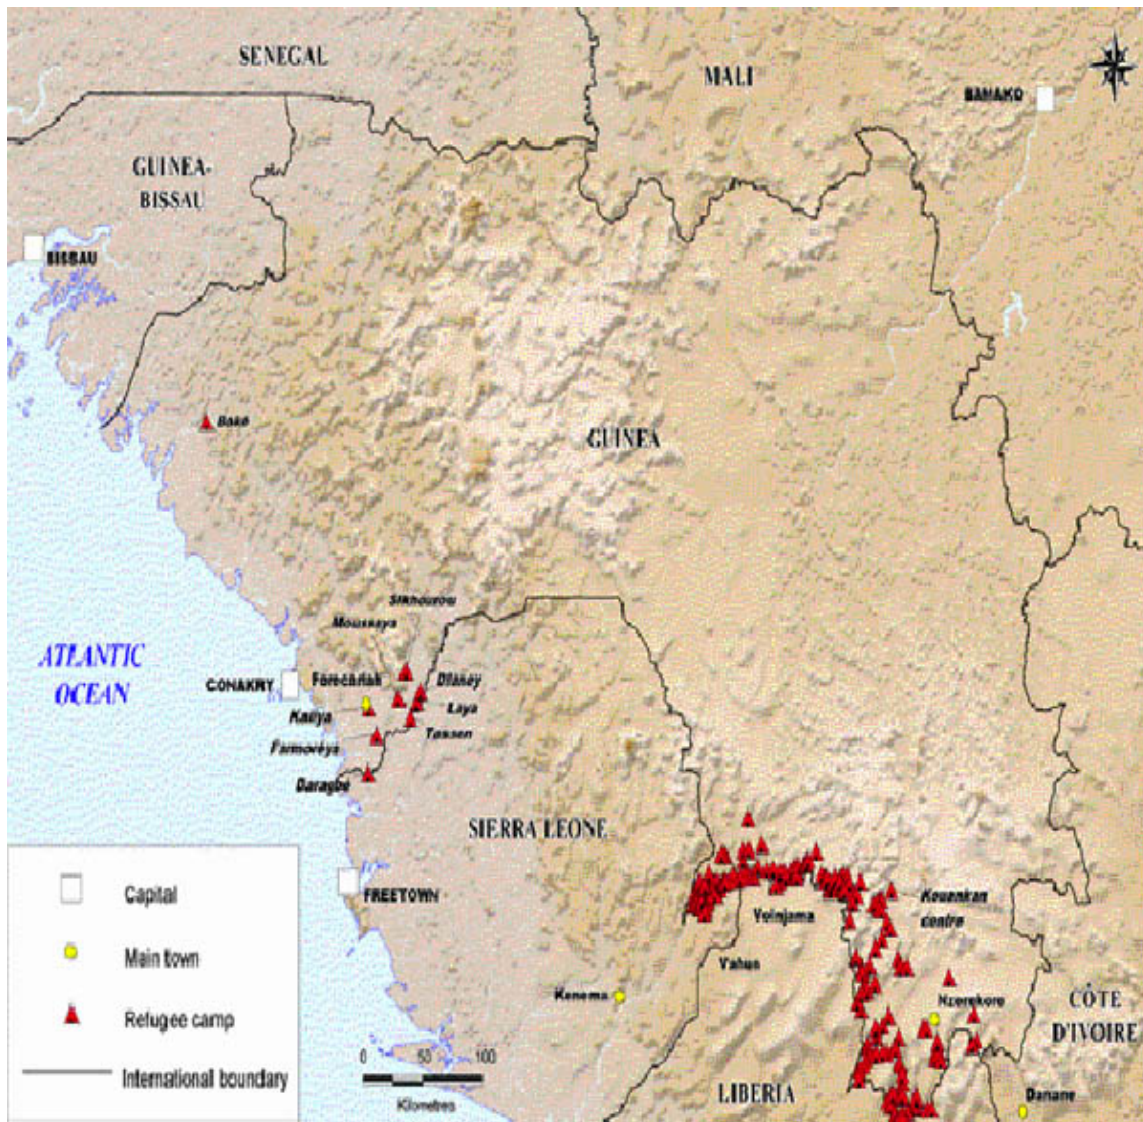 SENEGAL
MALI
BAMAKO
GUINEA-
BISSAU
BISSAU
Boké
GUINEA
Sikhourou
Moussaya
ATLANTIC
OCEAN
CONAKRY
Forecariah
Dfaney
Kaliya
Laya
Farmoreya
Tassen
Daragbe
SIERRA LEONE
Capital
FREETOWN
Kouankan
centre
Voinjama
Main town
Vahun
Kenema
Nzerekore
CÔTE
D'IVOIRE
Refugee camp
0 50 100
International boundary
Kilometres
LIBERIA
Danane